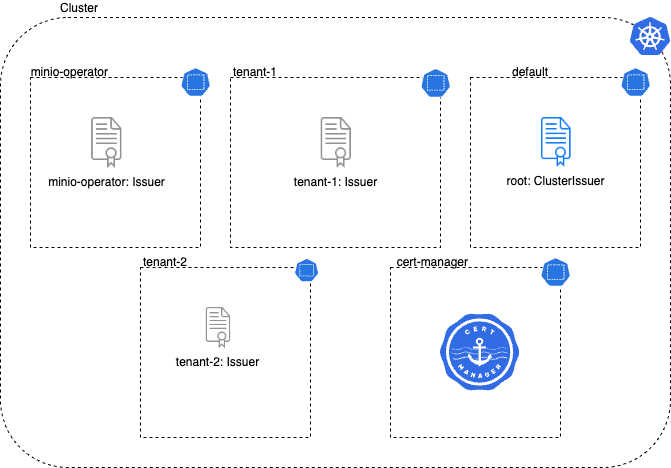 Cluster
minio-operator
tenant-1
default
minio-operator: Issuer
tenant-1: Issuer
root: ClusterIssuer
tenant-2
cert-manager
CERT
MANAGER
tenant-2: Issuer